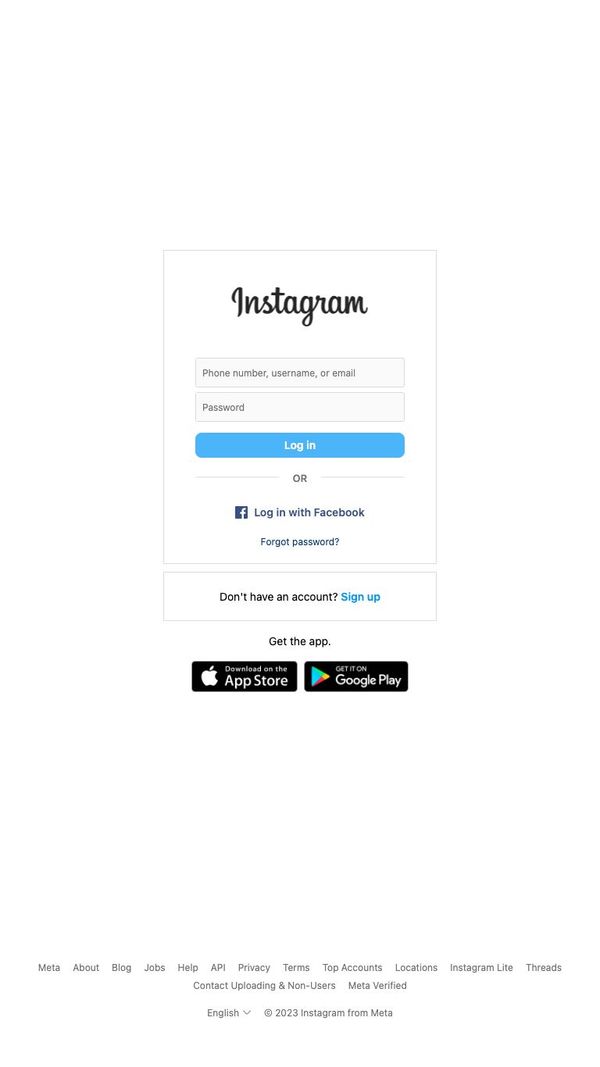 Instagram
Phone number, username, or email
Password
Log in
OR
Log in with Facebook
Forgot password?
Don't have an account? Sign up
Get the app.
Download on the App Store
GET IT ON Google Play
Meta About Blog Jobs Help API Privacy Terms Top Accounts Locations Instagram Lite Threads
Contact Uploading & Non-Users Meta Verified
English © 2023 Instagram from Meta